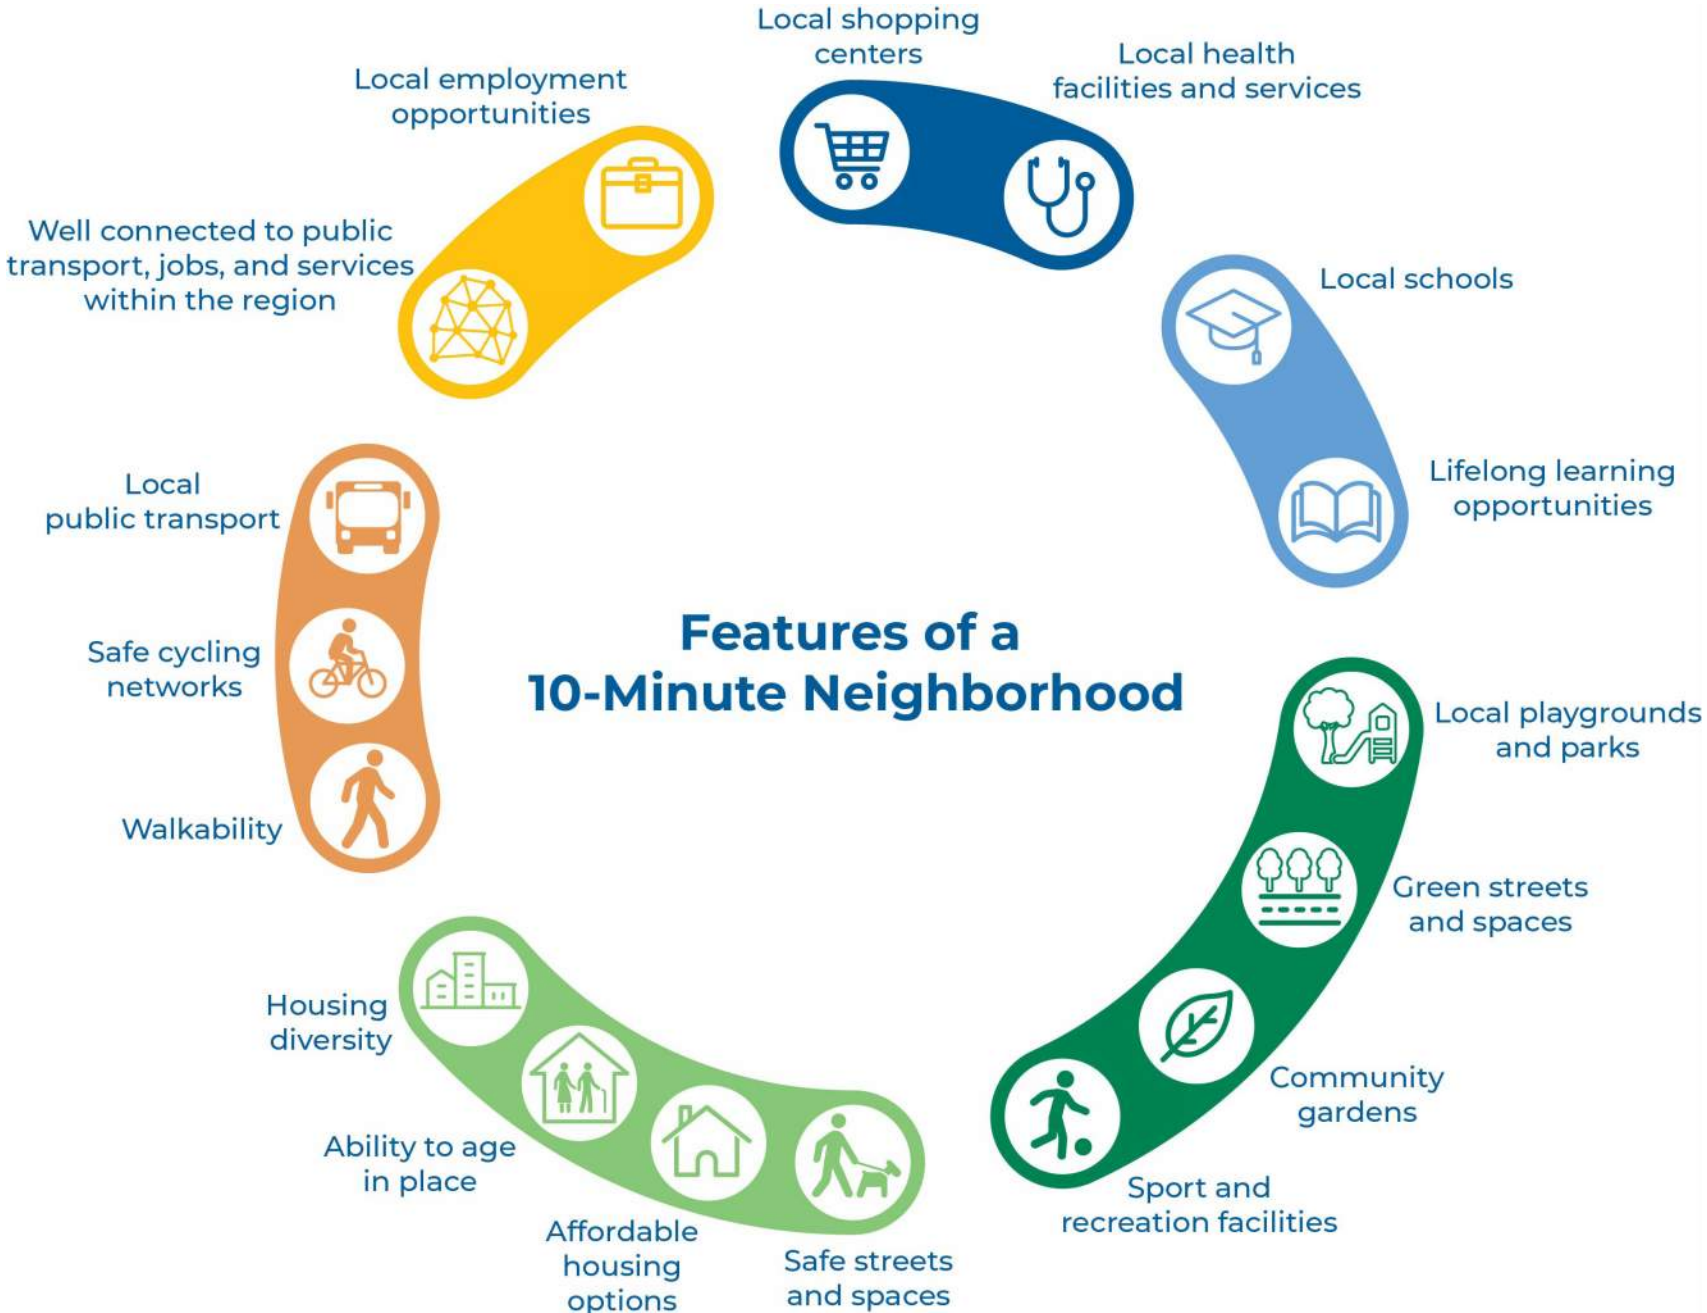 Local shopping
centers
Local health
facilities and services
Local employment
opportunities
Well connected to public
transport, jobs, and services
within the region
Local schools
Lifelong learning
opportunities
Local
public transport
Safe cycling
networks
Walkability
Features of a
10-Minute Neighborhood
Local playgrounds
and parks
Green streets
and spaces
Community
gardens
Sport and
recreation facilities
Housing
diversity
Ability to age
in place
Affordable
housing
options
Safe streets
and spaces